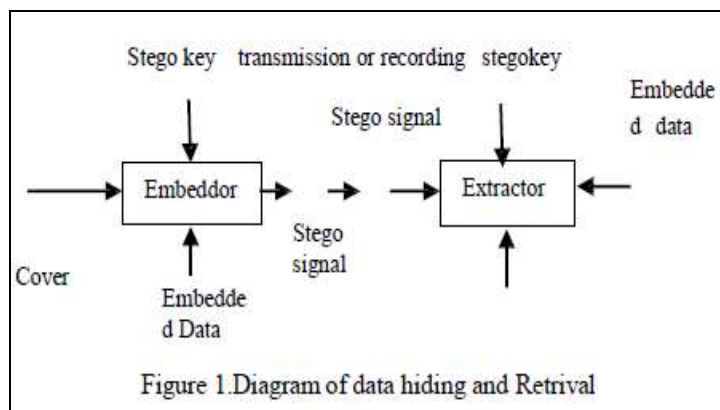 Stego key transmission or recording stegokey
Embedde
d data
Stego signal
Embeddor
Extractor
Stego
signal
Cover
Embedde
d Data
Figure 1.Diagram of data hiding and Retrival